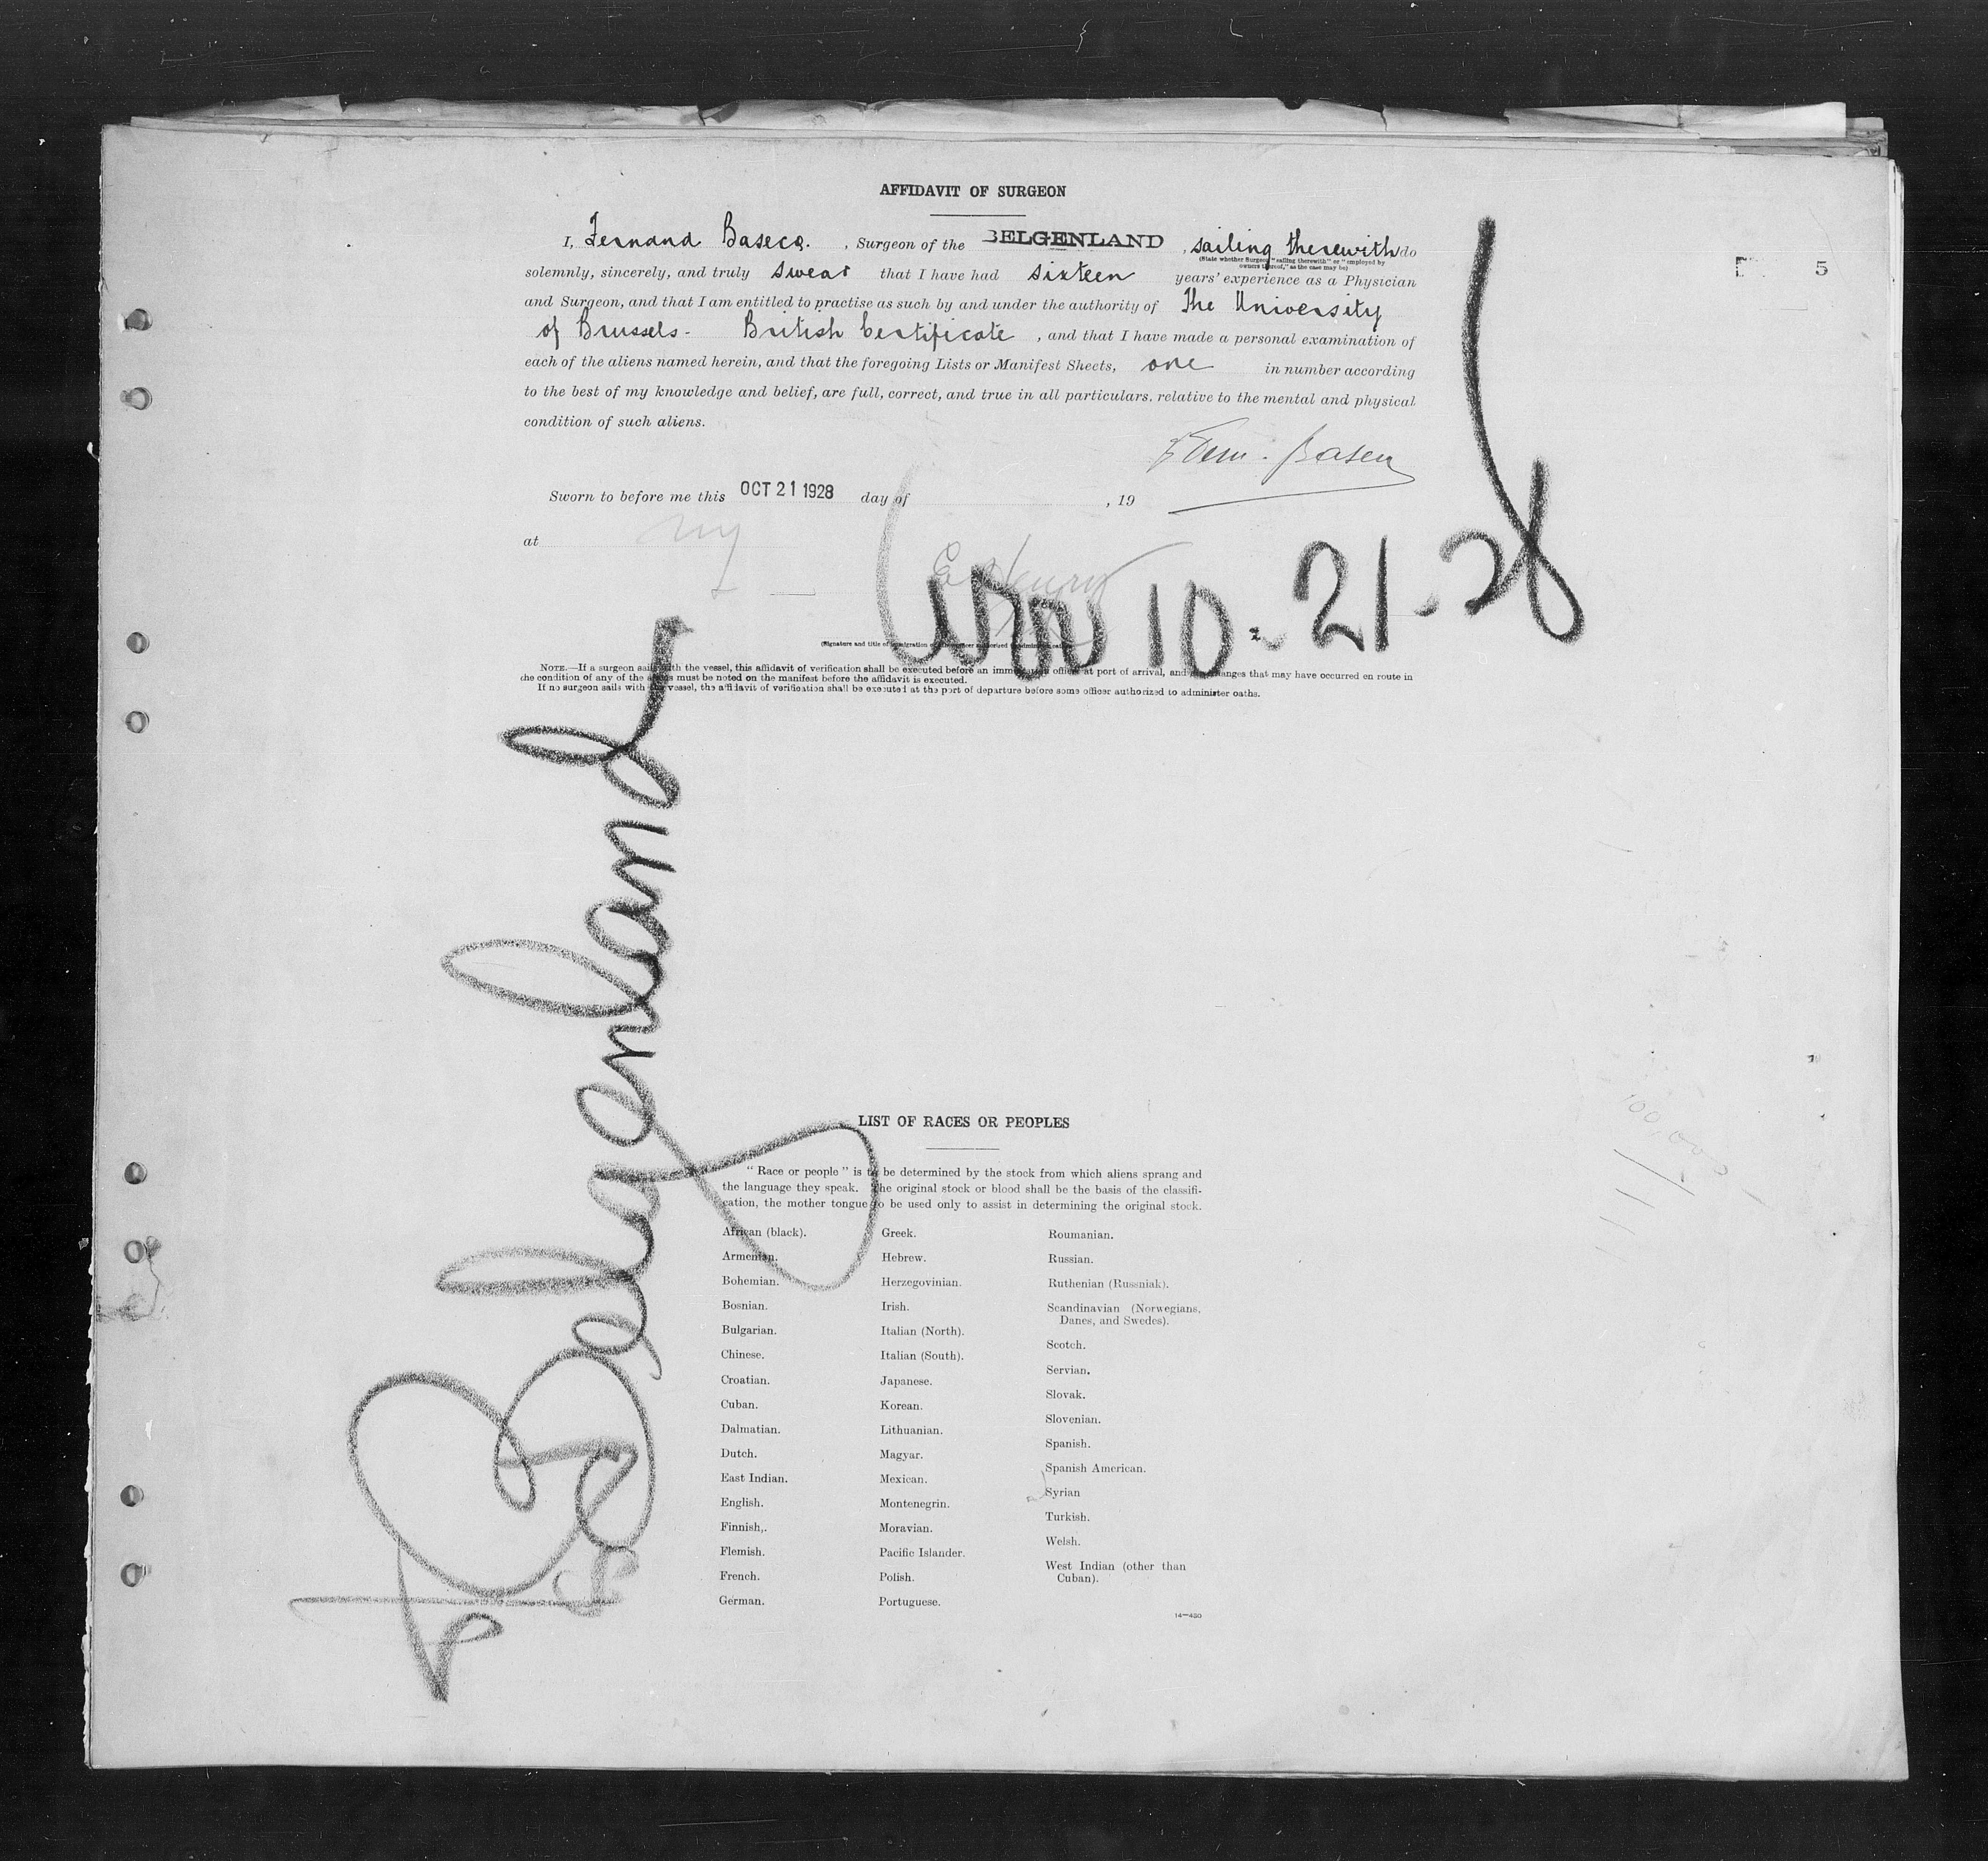 AFFIDAVIT OF SURGEON
I, Fernand Basecq. , Surgeon of the BELGENLAND , sailing therewith do
(State whether Surgeon "sailing therewith" or "employed by
owners thereof," as the case may be)
solemnly, sincerely, and truly swear that I have had sixteen years' experience as a Physician
and Surgeon, and that I am entitled to practise as such by and under the authority of The University
of Brussels - British Certificate , and that I have made a personal examination of
each of the aliens named herein, and that the foregoing Lists or Manifest Sheets, one in number according
to the best of my knowledge and belief, are full, correct, and true in all particulars, relative to the mental and physical
condition of such aliens.
5
Sworn to before me this OCT 21 1928 day of , 19
at NY
10-21-28
NOTE.—If a surgeon sails with the vessel, this affidavit of verification shall be executed before an immigration officer at port of arrival, and changes that may have occurred en route in
the condition of any of the aliens must be noted on the manifest before the affidavit is executed.
If no surgeon sails with the vessel, the affidavit of verification shall be executed at the port of departure before some officer authorized to administer oaths.
Belgenland
LIST OF RACES OR PEOPLES
"Race or people" is to be determined by the stock from which aliens sprang and
the language they speak. The original stock or blood shall be the basis of the classifi-
cation, the mother tongue to be used only to assist in determining the original stock.
African (black).
Armenian.
Bohemian.
Bosnian.
Bulgarian.
Chinese.
Croatian.
Cuban.
Dalmatian.
Dutch.
East Indian.
English.
Finnish,.
Flemish.
French.
German.
Greek.
Hebrew.
Herzegovinian.
Irish.
Italian (North).
Italian (South).
Japanese.
Korean.
Lithuanian.
Magyar.
Mexican.
Montenegrin.
Moravian.
Pacific Islander.
Polish.
Portuguese.
Roumanian.
Russian.
Ruthenian (Russniak).
Scandinavian (Norwegians,
Danes, and Swedes).
Scotch.
Servian.
Slovak.
Slovenian.
Spanish.
Spanish American.
Syrian
Turkish.
Welsh.
West Indian (other than
Cuban).
14—430